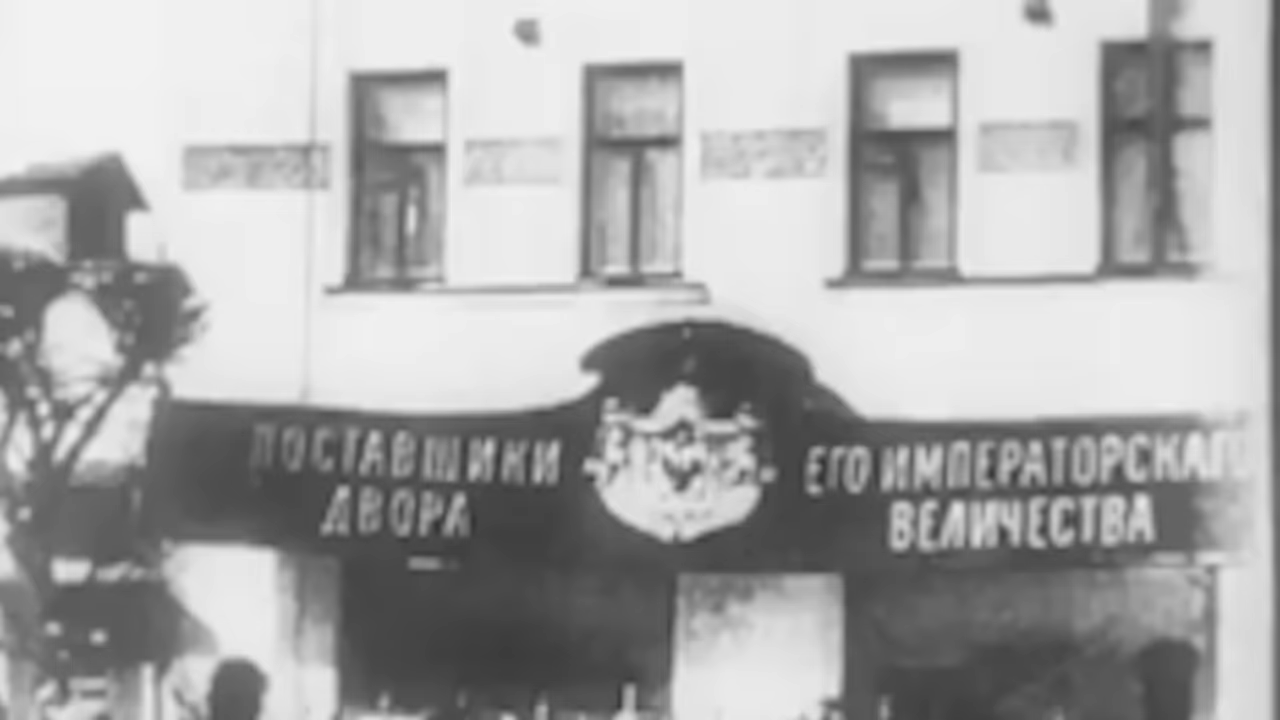 ПОСТАВЩИКИ
ДВОРА
ЕГО ИМПЕРАТОРСКАГО
ВЕЛИЧЕСТВА